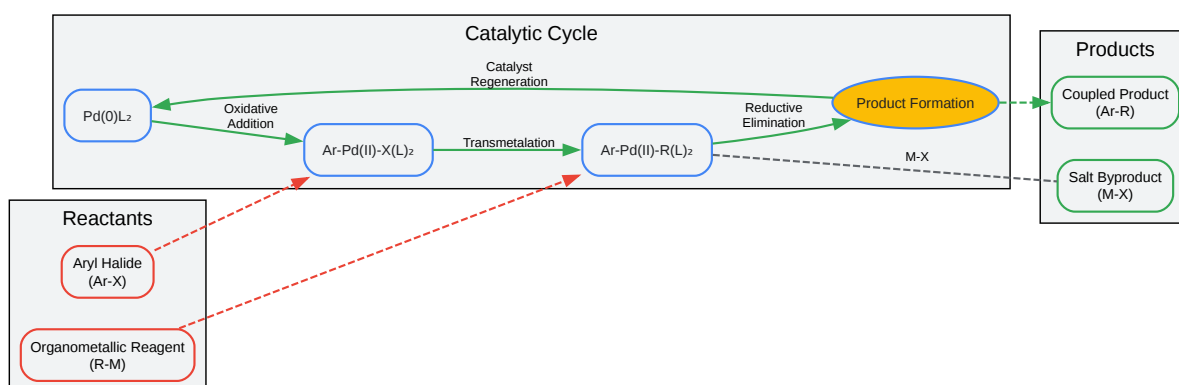 Catalytic Cycle
Products
Catalyst
Regeneration
Pd(0)L₂
Oxidative
Addition
Ar-Pd(II)-X(L)₂
Transmetalation
Ar-Pd(II)-R(L)₂
Reductive
Elimination
Product Formation
Coupled Product
(Ar-R)
M-X
Salt Byproduct
(M-X)
Reactants
Aryl Halide
(Ar-X)
Organometallic Reagent
(R-M)